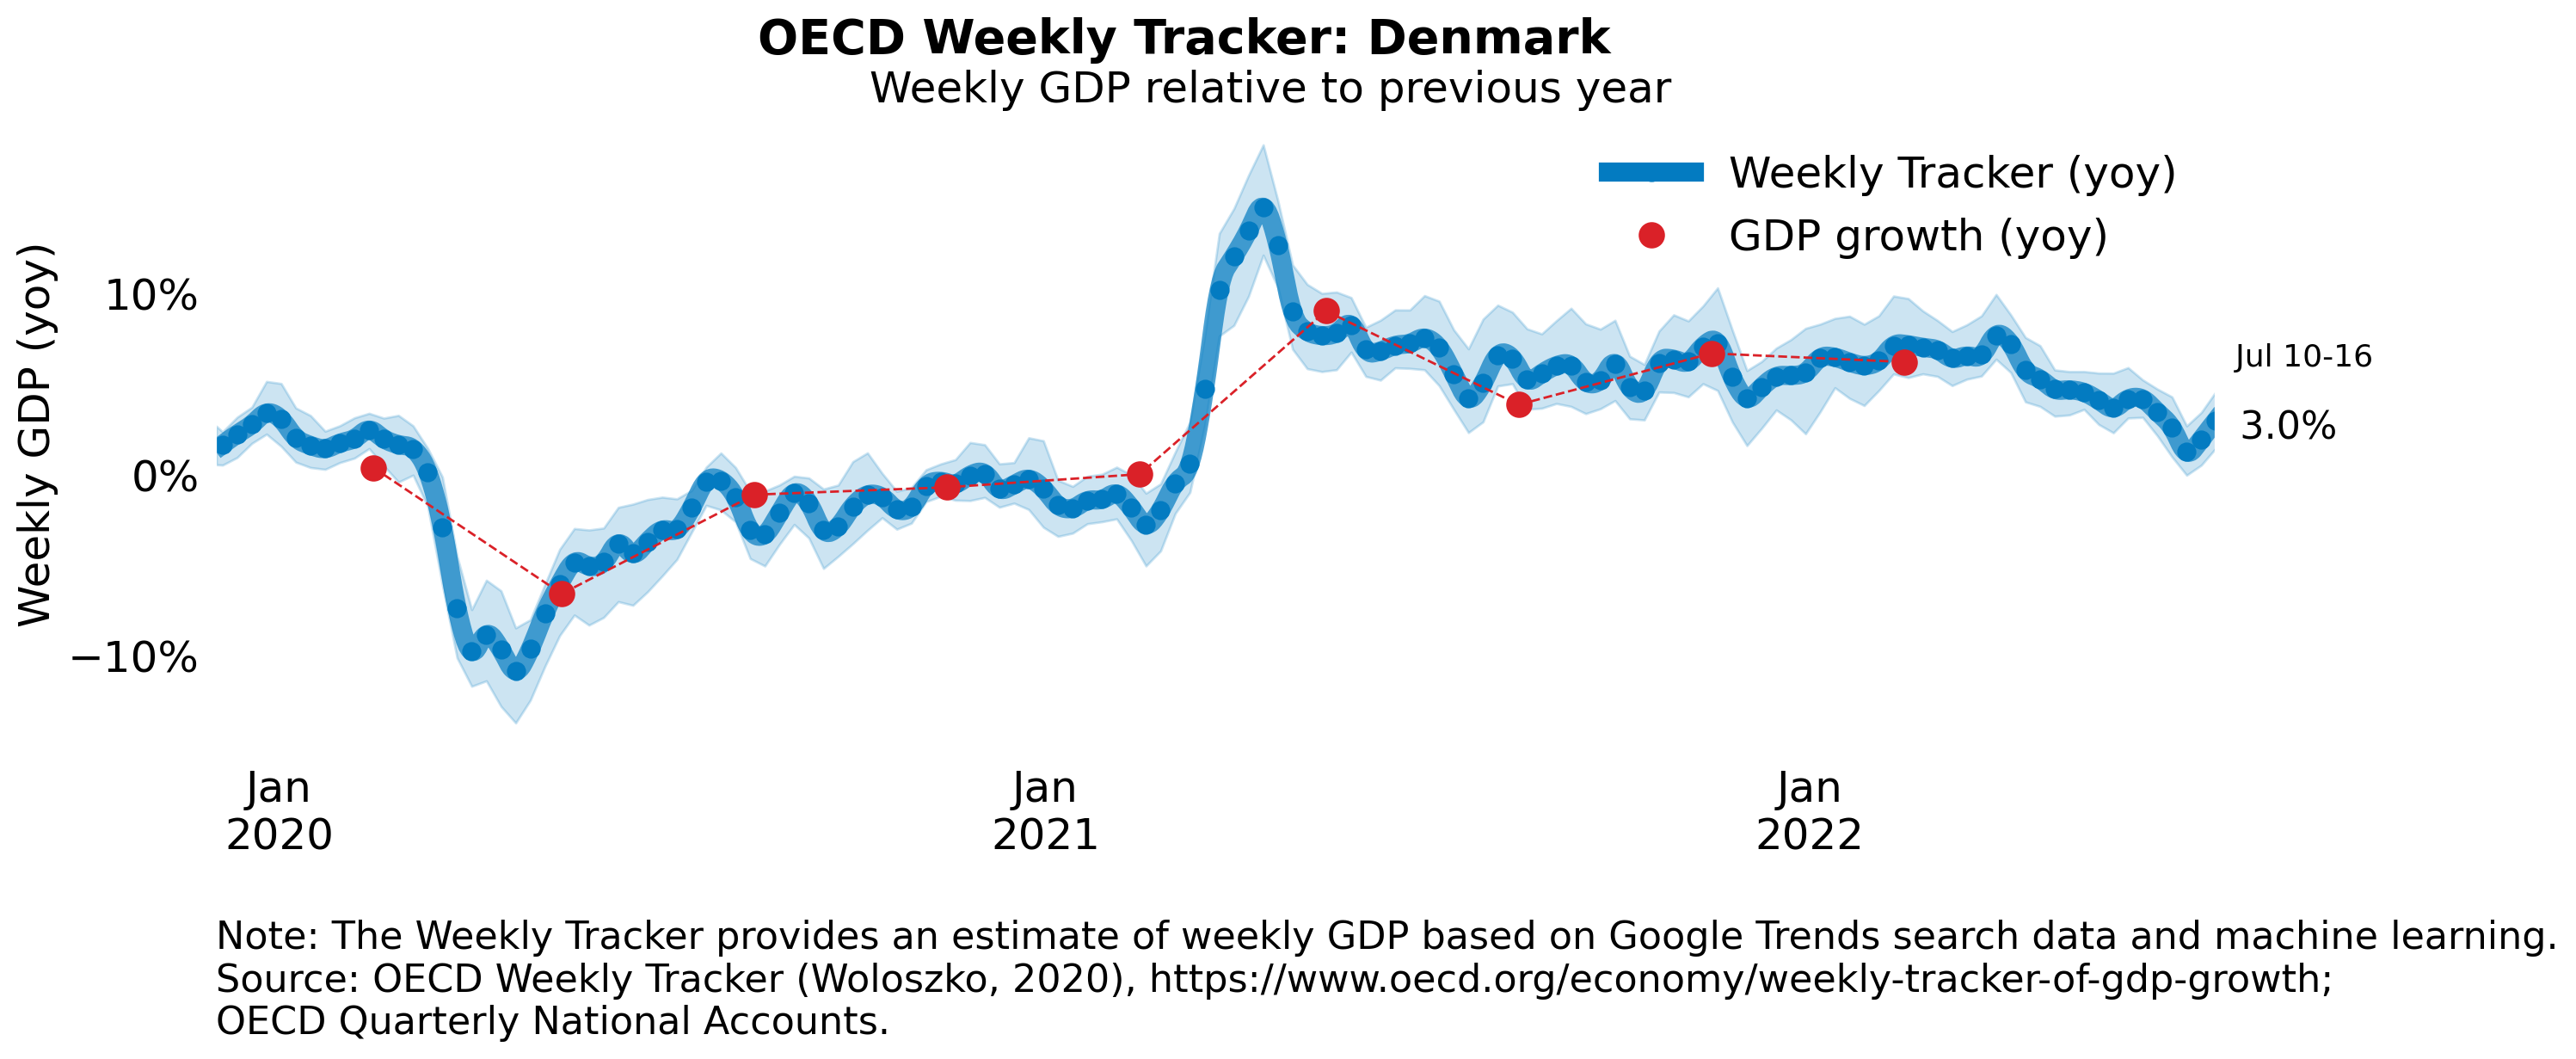 OECD Weekly Tracker: Denmark
Weekly GDP relative to previous year
Weekly Tracker (yoy)
GDP growth (yoy)
Weekly GDP (yoy)
10%
0%
−10%
Jul 10-16
3.0%
Jan
2020
Jan
2021
Jan
2022
Note: The Weekly Tracker provides an estimate of weekly GDP based on Google Trends search data and machine learning.
Source: OECD Weekly Tracker (Woloszko, 2020), https://www.oecd.org/economy/weekly-tracker-of-gdp-growth;
OECD Quarterly National Accounts.